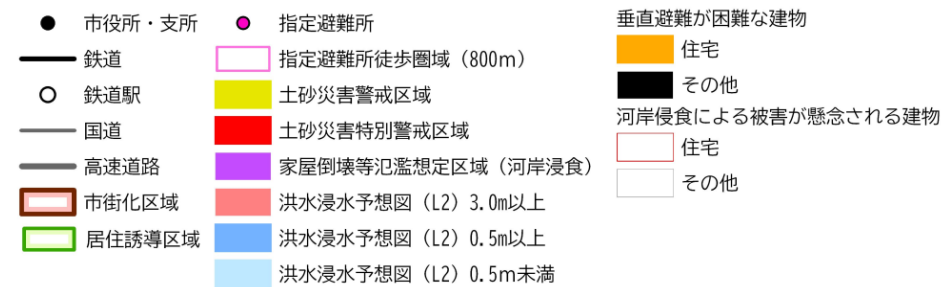 市役所・支所
鉄道
鉄道駅
国道
高速道路
市街化区域
居住誘導区域
指定避難所
指定避難所徒歩圏域（800m）
土砂災害警戒区域
土砂災害特別警戒区域
家屋倒壊等氾濫想定区域（河岸浸食）
洪水浸水予想図（L2）3.0m以上
洪水浸水予想図（L2）0.5m以上
洪水浸水予想図（L2）0.5m未満
垂直避難が困難な建物
住宅
その他
河岸侵食による被害が懸念される建物
住宅
その他